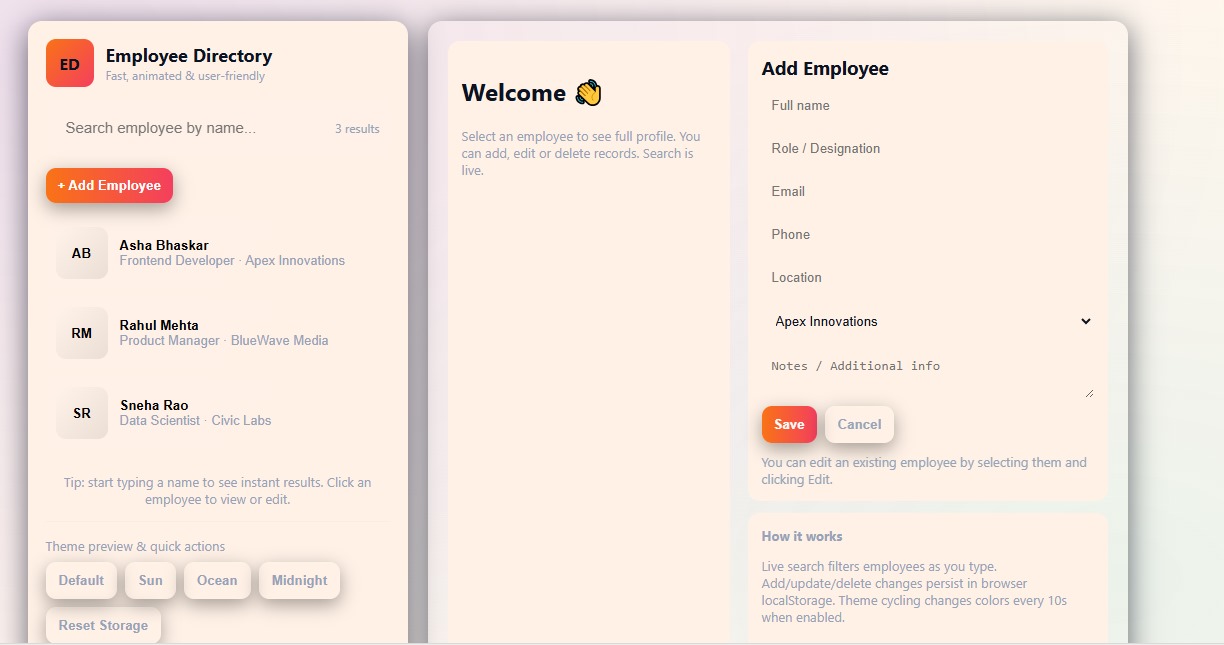 ED
Employee Directory
Fast, animated & user-friendly
Search employee by name...
3 results
+ Add Employee
AB
Asha Bhaskar
Frontend Developer · Apex Innovations
RM
Rahul Mehta
Product Manager · BlueWave Media
SR
Sneha Rao
Data Scientist · Civic Labs
Tip: start typing a name to see instant results. Click an
employee to view or edit.
Theme preview & quick actions
Default
Sun
Ocean
Midnight
Reset Storage
Welcome 👋
Select an employee to see full profile. You
can add, edit or delete records. Search is
live.
Add Employee
Full name
Role / Designation
Email
Phone
Location
Apex Innovations
Notes / Additional info
Save
Cancel
You can edit an existing employee by selecting them and
clicking Edit.
How it works
Live search filters employees as you type.
Add/update/delete changes persist in browser
localStorage. Theme cycling changes colors every 10s
when enabled.